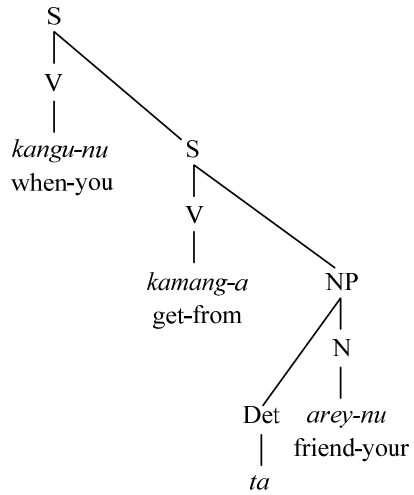 S
V
kangu-nu
when-you
S
V
kamang-a
get-from
NP
N
Det arey-nu
friend-your
ta